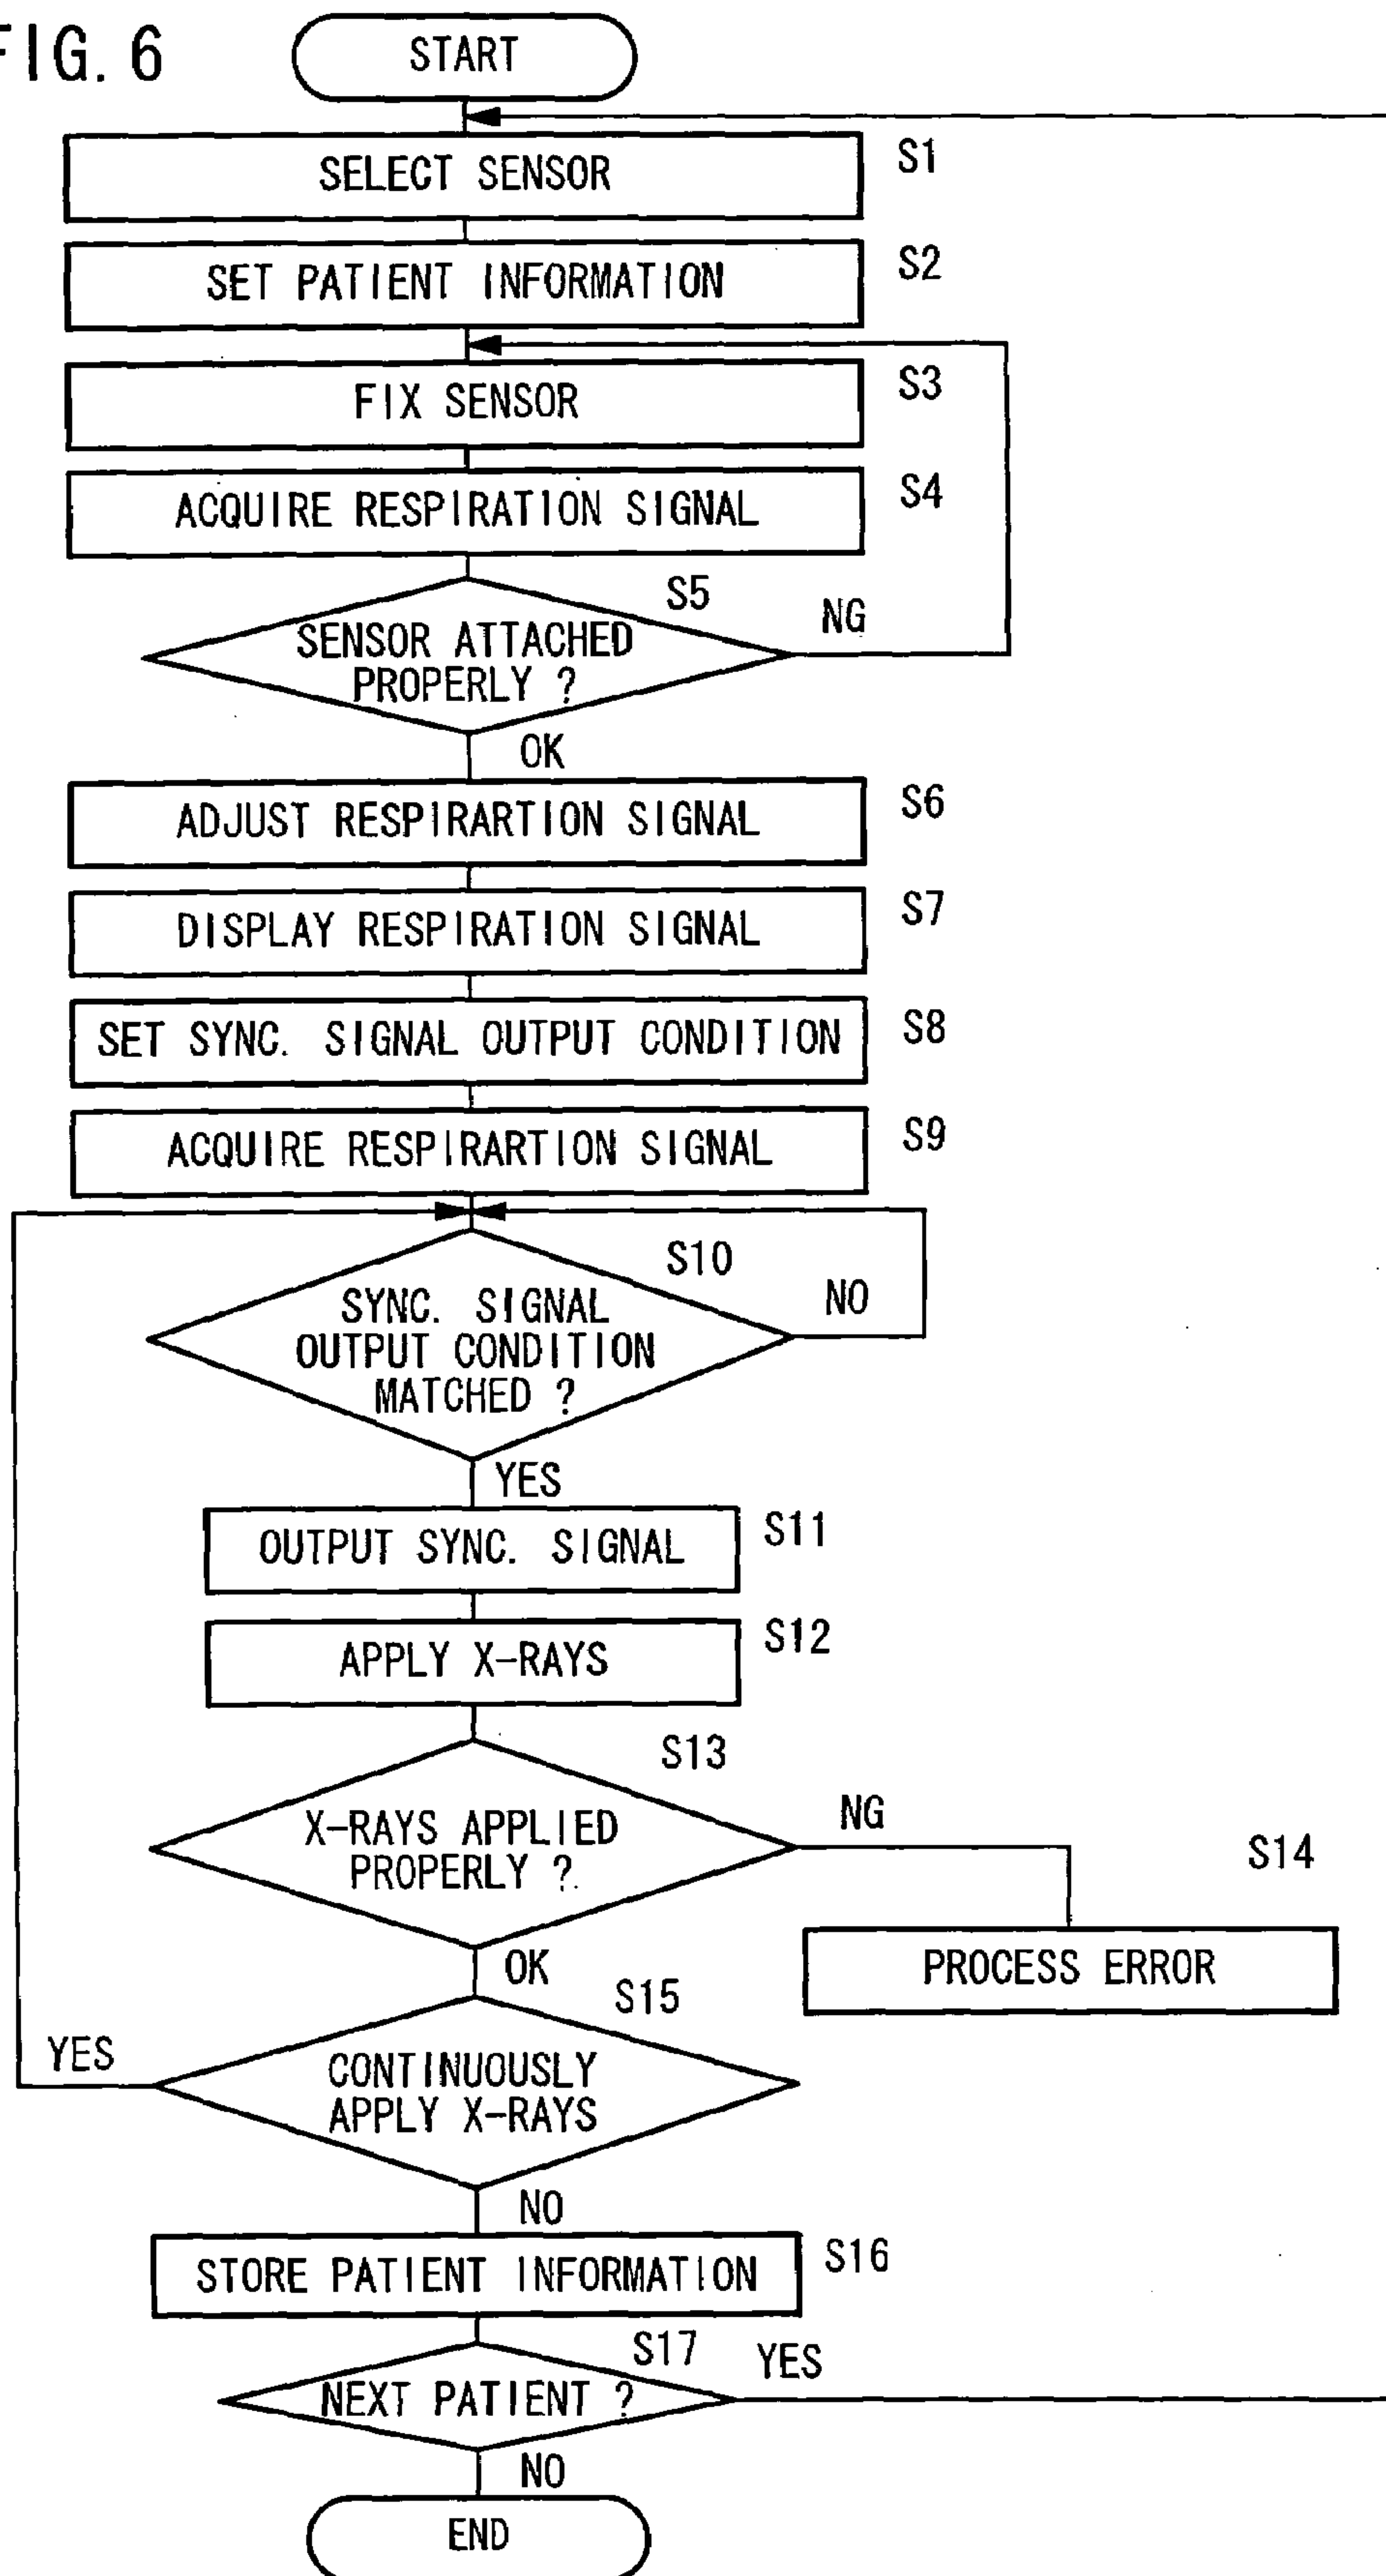 FIG. 6
START
SELECT SENSOR
S1
SET PATIENT INFORMATION
S2
FIX SENSOR
S3
ACQUIRE RESPIRATION SIGNAL
S4
S5
SENSOR ATTACHED
PROPERLY ?
NG
OK
ADJUST RESPIRARTION SIGNAL
S6
DISPLAY RESPIRATION SIGNAL
S7
SET SYNC. SIGNAL OUTPUT CONDITION
S8
ACQUIRE RESPIRARTION SIGNAL
S9
S10
SYNC. SIGNAL
OUTPUT CONDITION
MATCHED ?
NO
YES
OUTPUT SYNC. SIGNAL
S11
APPLY X-RAYS
S12
S13
X-RAYS APPLIED
PROPERLY ?
NG
S14
PROCESS ERROR
OK
S15
CONTINUOUSLY
APPLY X-RAYS
YES
NO
STORE PATIENT INFORMATION
S16
S17
NEXT PATIENT ?
YES
NO
END